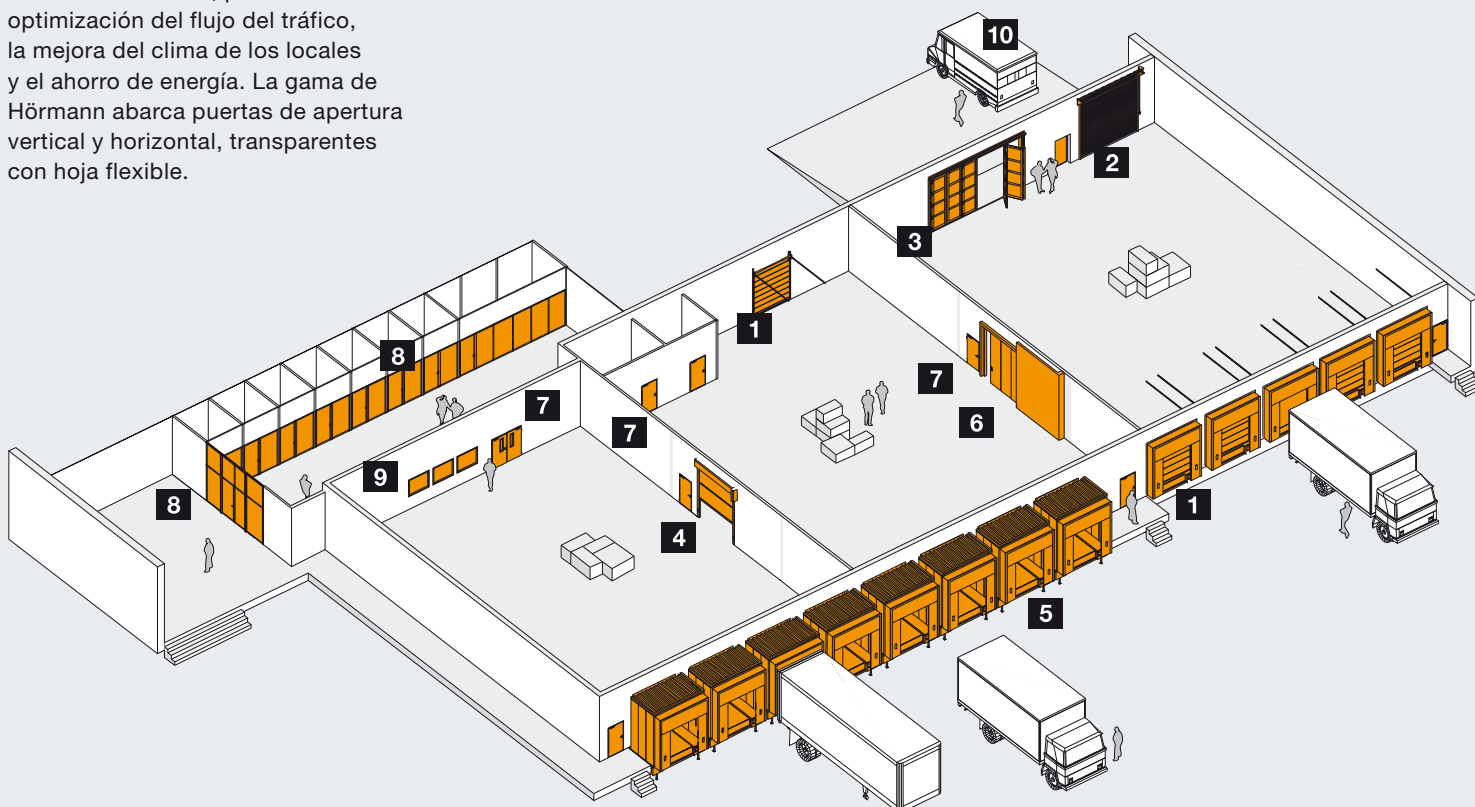 optimización del flujo del tráfico,
la mejora del clima de los locales
y el ahorro de energía. La gama de
Hörmann abarca puertas de apertura
vertical y horizontal, transparentes
con hoja flexible.
10
2
3
1
8
7
7
7
6
9
8
4
1
5